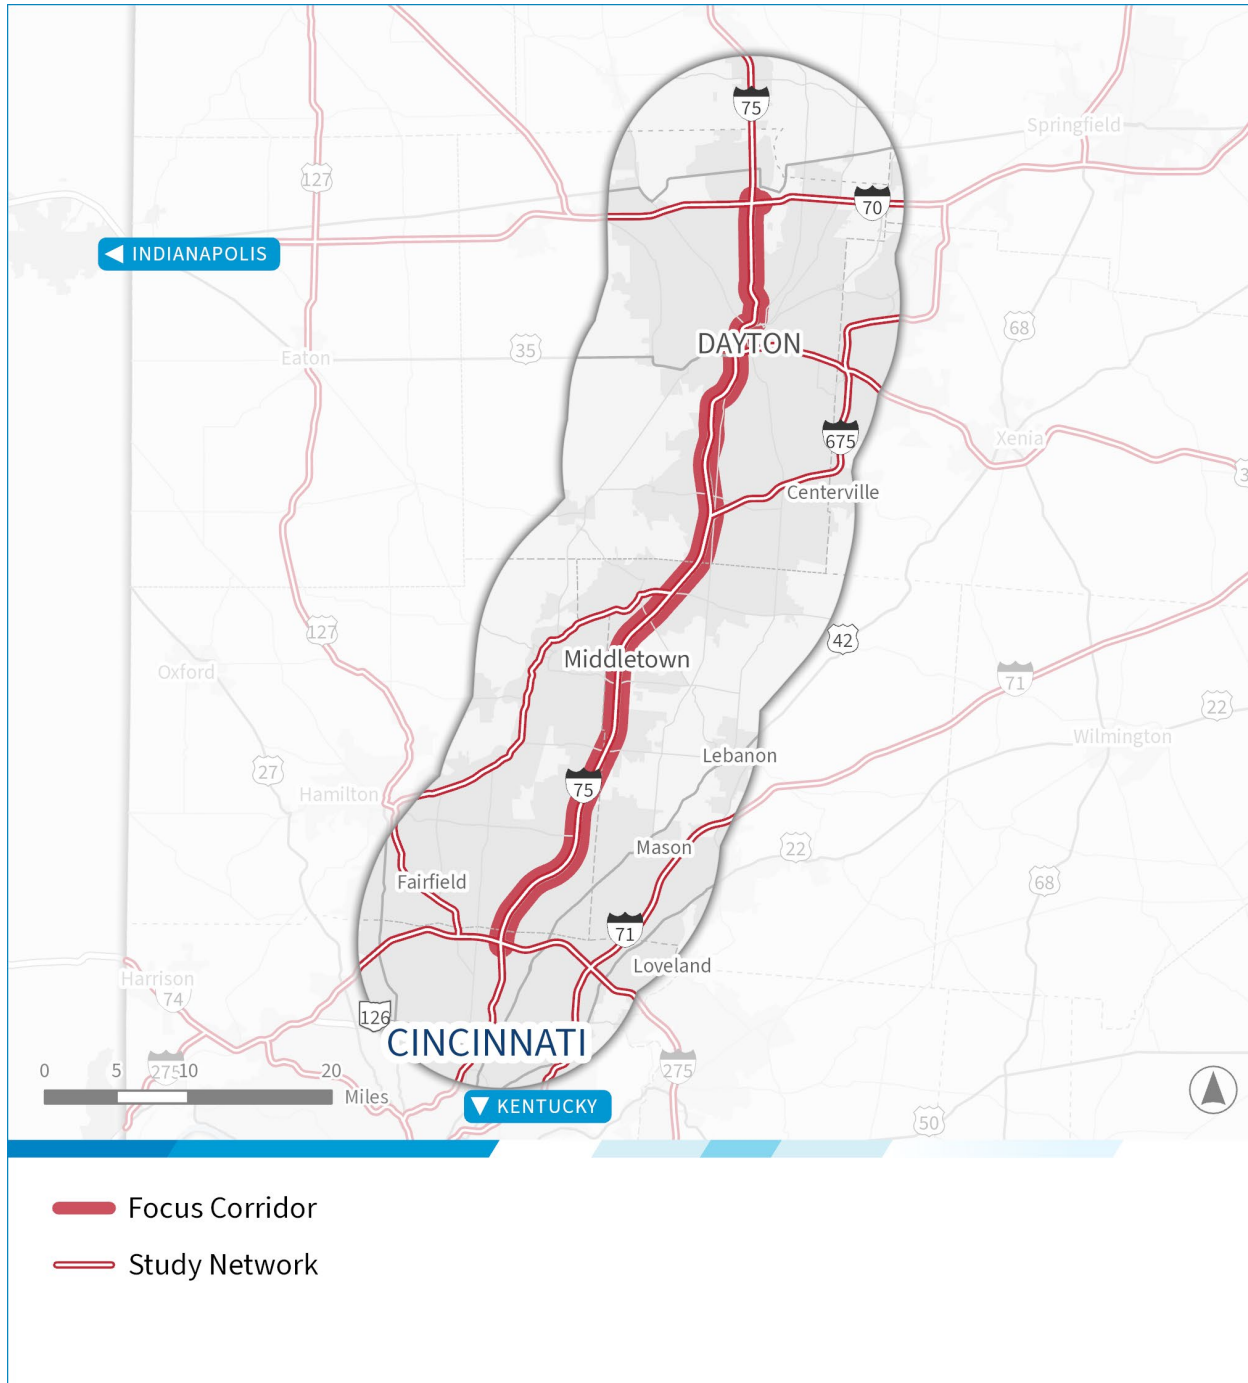 75
Springfield
127
70
INDIANAPOLIS
68
DAYTON
35
Eaton
675
Xenia
3
Centerville
127
42
Middletown
Oxford
71
22
Wilmington
Lebanon
27
75
Hamilton
Mason
22
Fairfield
68
71
Loveland
Harrison
74
126
CINCINNATI
275
275
0 5 10 20
Miles
KENTUCKY
50
Focus Corridor
Study Network